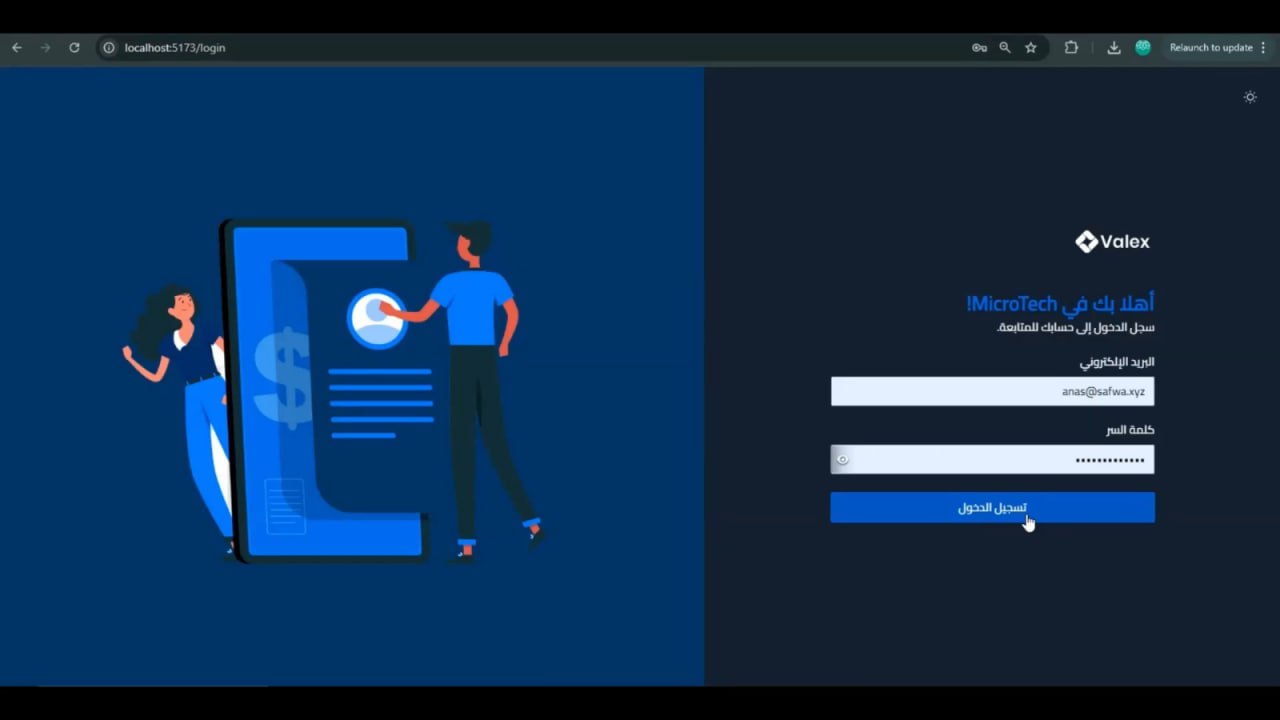 localhost:5173/login
Relaunch to update
Valex
أهلا بك في MicroTech!
سجل الدخول إلى حسابك للمتابعة.
البريد الإلكتروني
anas@safwa.xyz
كلمة السر
•••••••••••••
تسجيل الدخول